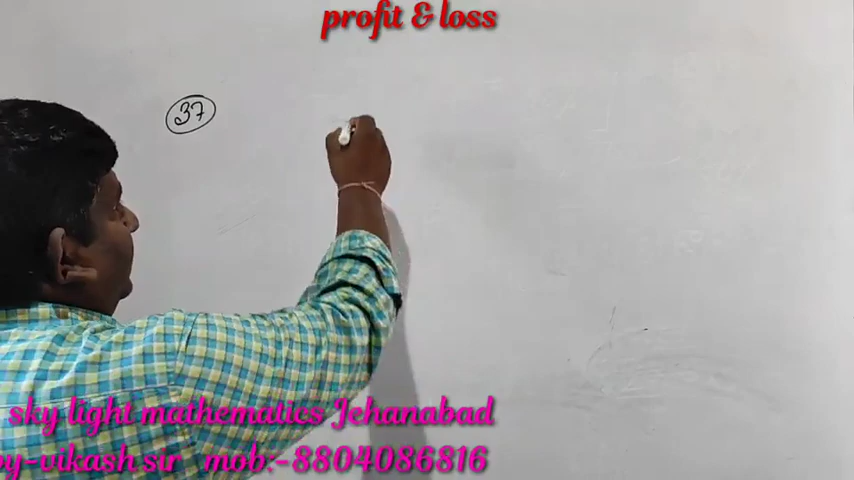 profit & loss
37
sky light mathematics Jehanabad
by-vikash sir mob:-8804086816